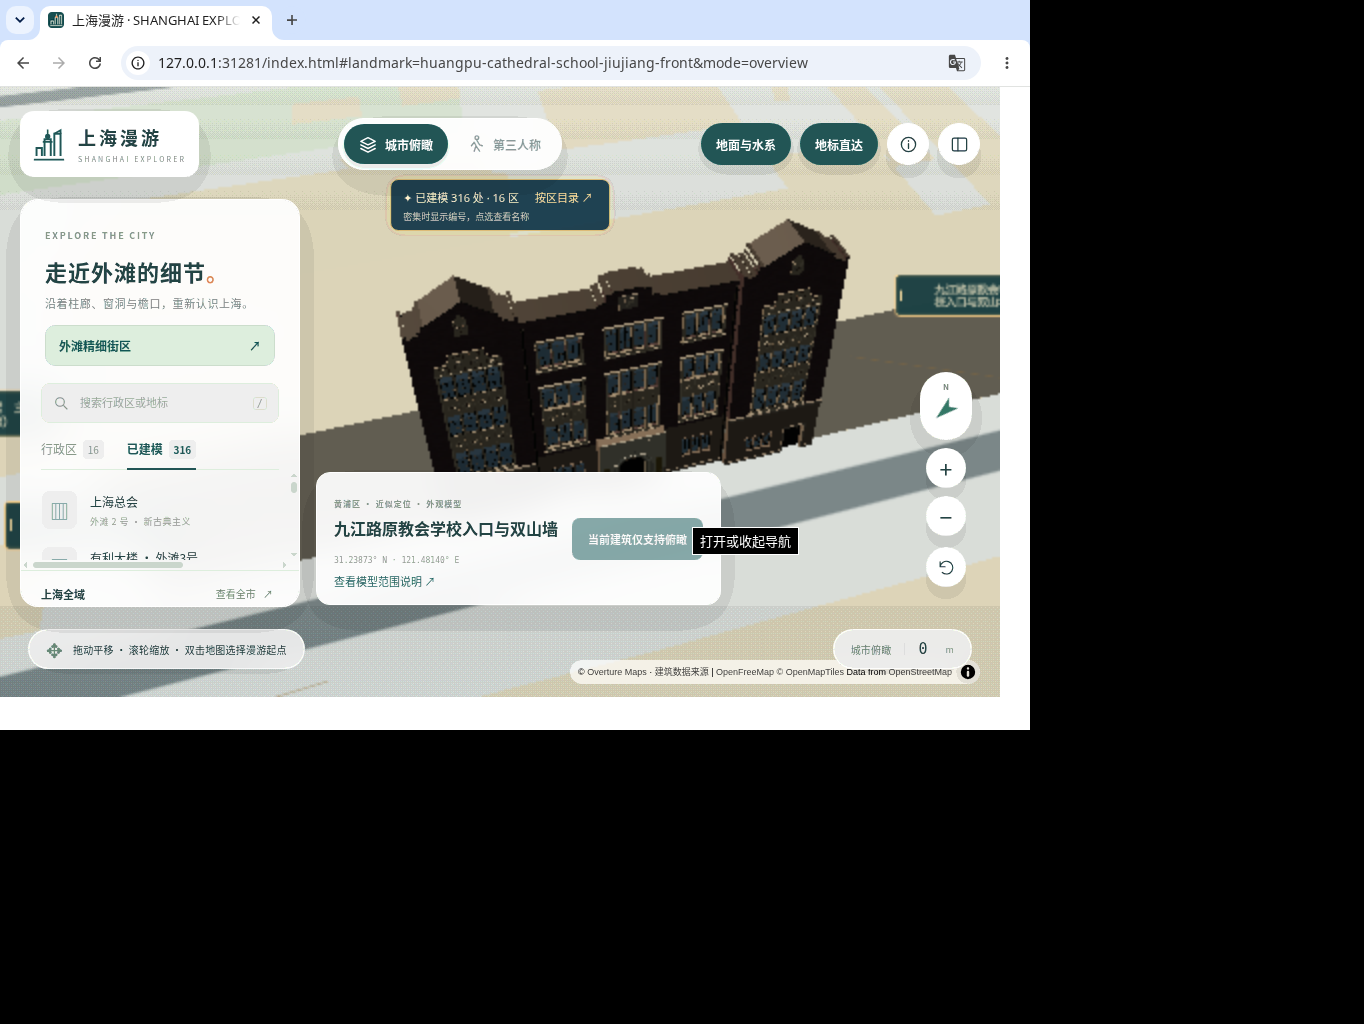 上海漫游 · SHANGHAI EXPLO
127.0.0.1:31281/index.html#landmark=huangpu-cathedral-school-jiujiang-front&mode=overview
上海漫游
SHANGHAI EXPLORER
城市俯瞰
第三人称
地面与水系
地标直达
✦ 已建模 316 处 · 16 区 按区目录 ↗
密集时显示编号，点选查看名称
EXPLORE THE CITY
走近外滩的细节。
沿着柱廊、窗洞与檐口，重新认识上海。
外滩精细街区 ↗
搜索行政区或地标 /
行政区 16 已建模 316
上海总会
外滩 2 号 · 新古典主义
有利大楼 · 外滩3号
上海全域 查看全市 ↗
九江路原教会
校入口与双山
N
黄浦区 · 近似定位 · 外观模型
九江路原教会学校入口与双山墙
当前建筑仅支持俯瞰
打开或收起导航
31.23873° N · 121.48140° E
查看模型范围说明 ↗
拖动平移 · 滚轮缩放 · 双击地图选择漫游起点
城市俯瞰 0 m
© Overture Maps · 建筑数据来源 | OpenFreeMap © OpenMapTiles Data from OpenStreetMap